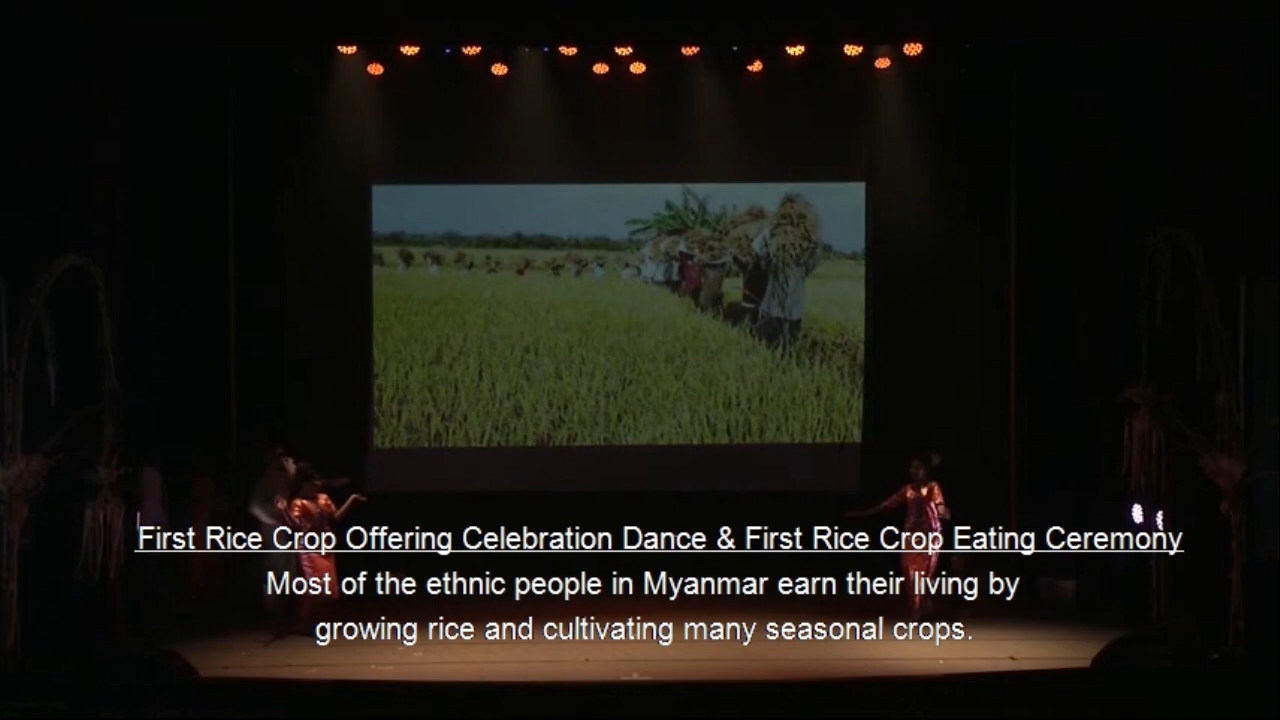 First Rice Crop Offering Celebration Dance & First Rice Crop Eating Ceremony
Most of the ethnic people in Myanmar earn their living by
growing rice and cultivating many seasonal crops.